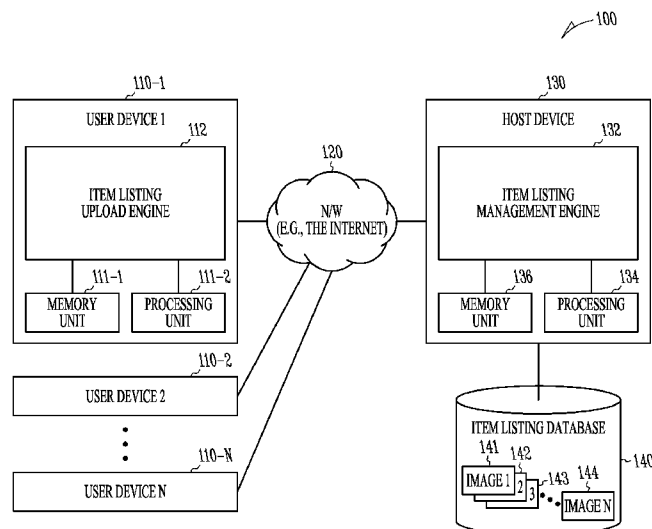 100
110-1
USER DEVICE 1
112
ITEM LISTING
UPLOAD ENGINE
111-1
111-2
MEMORY
UNIT
PROCESSING
UNIT
110-2
USER DEVICE 2
110-N
USER DEVICE N
120
N/W
(E.G., THE INTERNET)
130
HOST DEVICE
132
ITEM LISTING
MANAGEMENT ENGINE
136
134
MEMORY
UNIT
PROCESSING
UNIT
ITEM LISTING DATABASE
140
141
142
143
144
IMAGE 1
2
3
IMAGE N